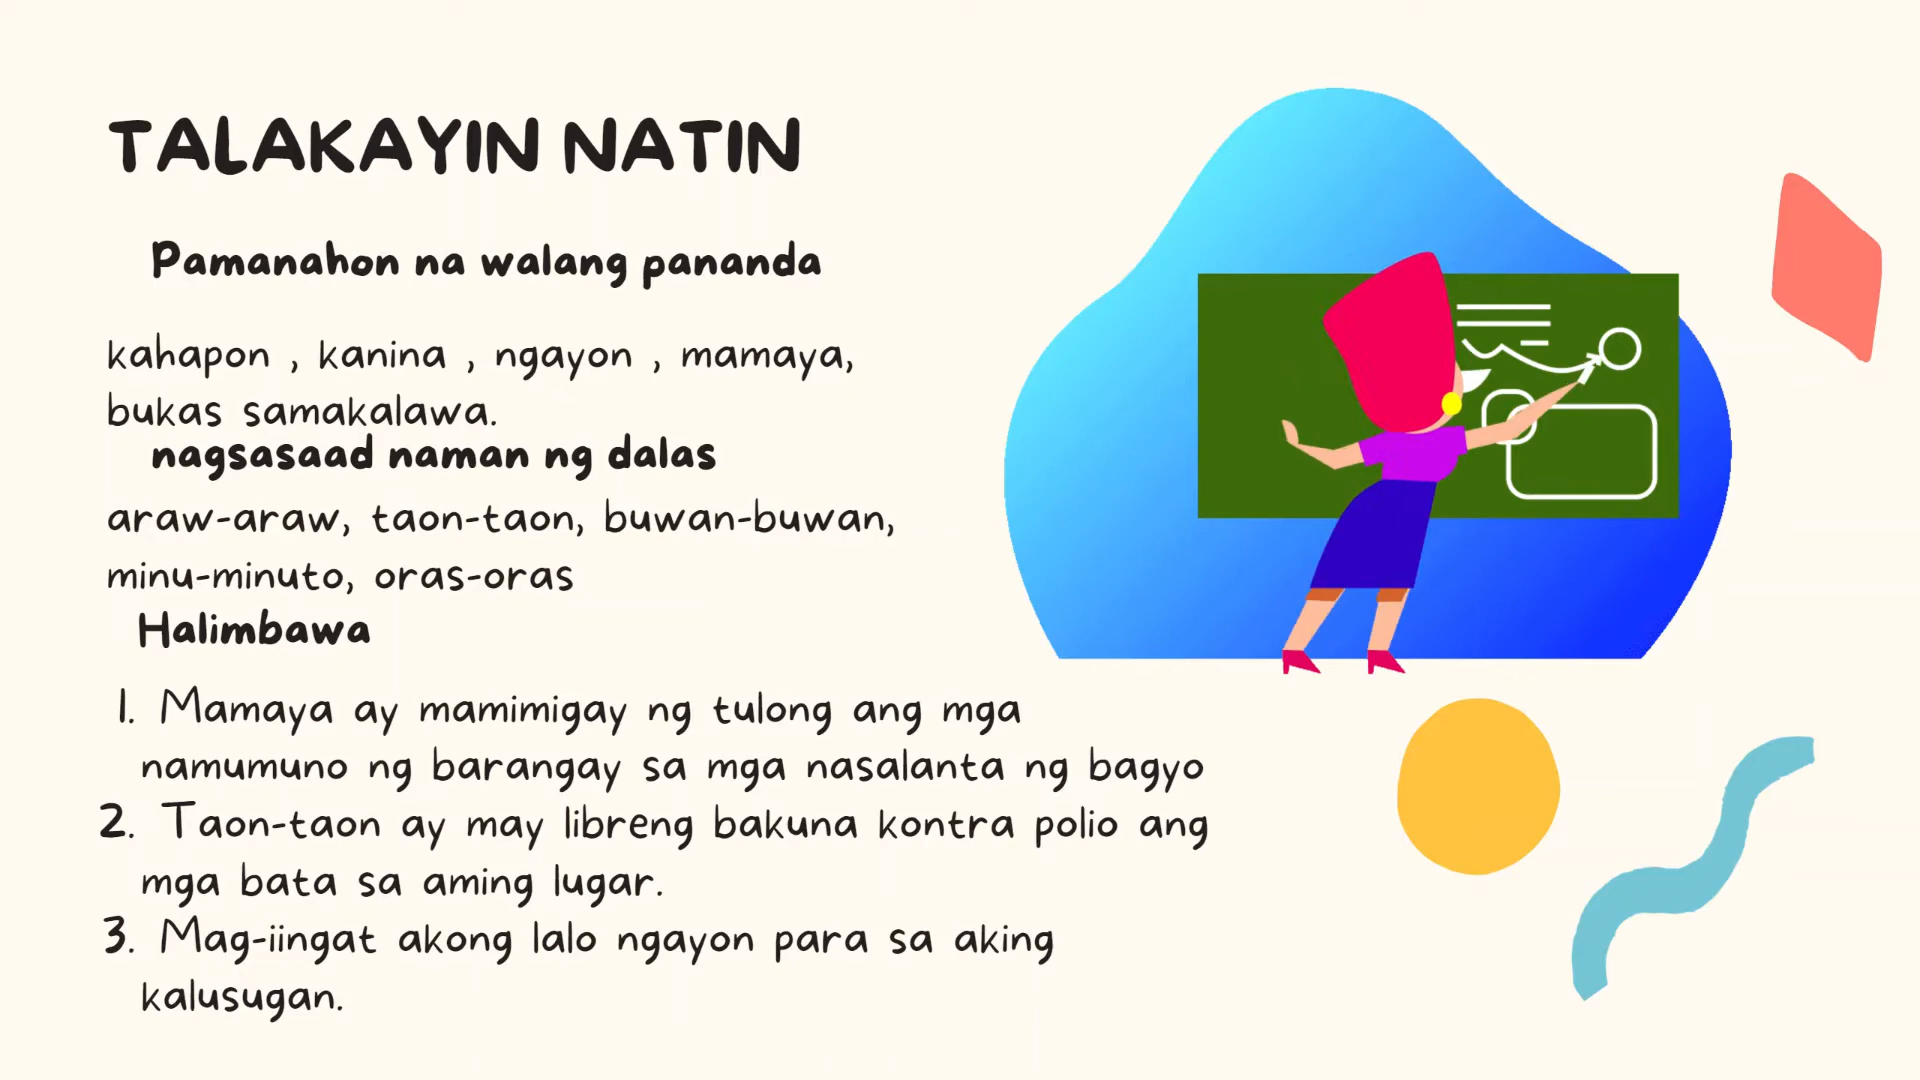 TALAKAYIN NATIN
Pamanahon na walang pananda
kahapon , kanina , ngayon , mamaya,
bukas samakalawa.
nagsasaad naman ng dalas
araw-araw, taon-taon, buwan-buwan,
minu-minuto, oras-oras
Halimbawa
1. Mamaya ay mamimigay ng tulong ang mga
namumuno ng barangay sa mga nasalanta ng bagyo
2. Taon-taon ay may libreng bakuna kontra polio ang
mga bata sa aming lugar.
3. Mag-iingat akong lalo ngayon para sa aking
kalusugan.